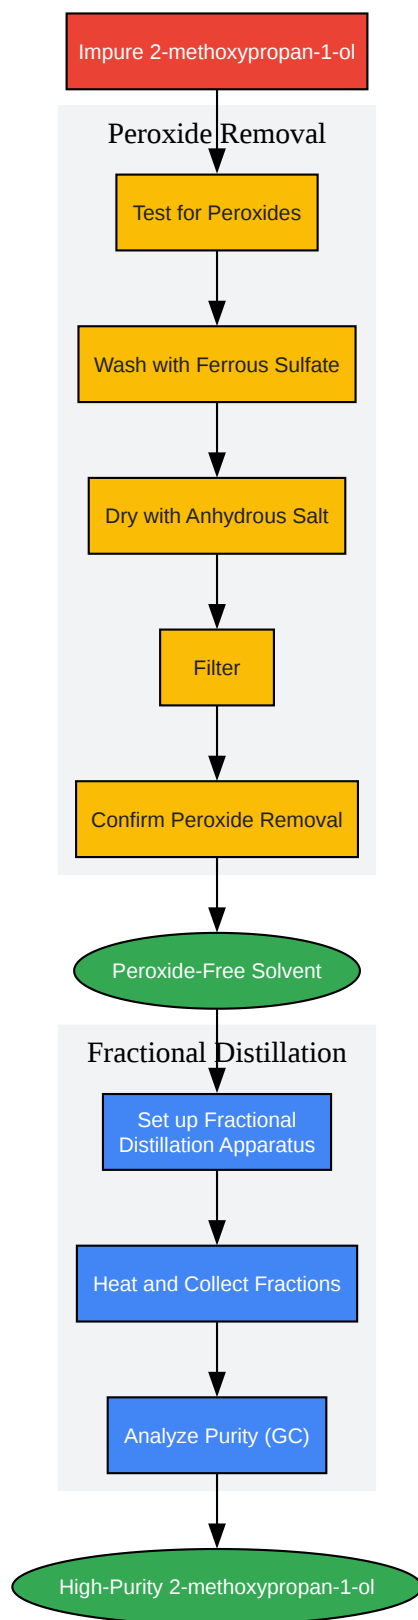 Impure 2-methoxypropan-1-ol
Peroxide Removal
Test for Peroxides
Wash with Ferrous Sulfate
Dry with Anhydrous Salt
Filter
Confirm Peroxide Removal
Peroxide-Free Solvent
Fractional Distillation
Set up Fractional
Distillation Apparatus
Heat and Collect Fractions
Analyze Purity (GC)
High-Purity 2-methoxypropan-1-ol